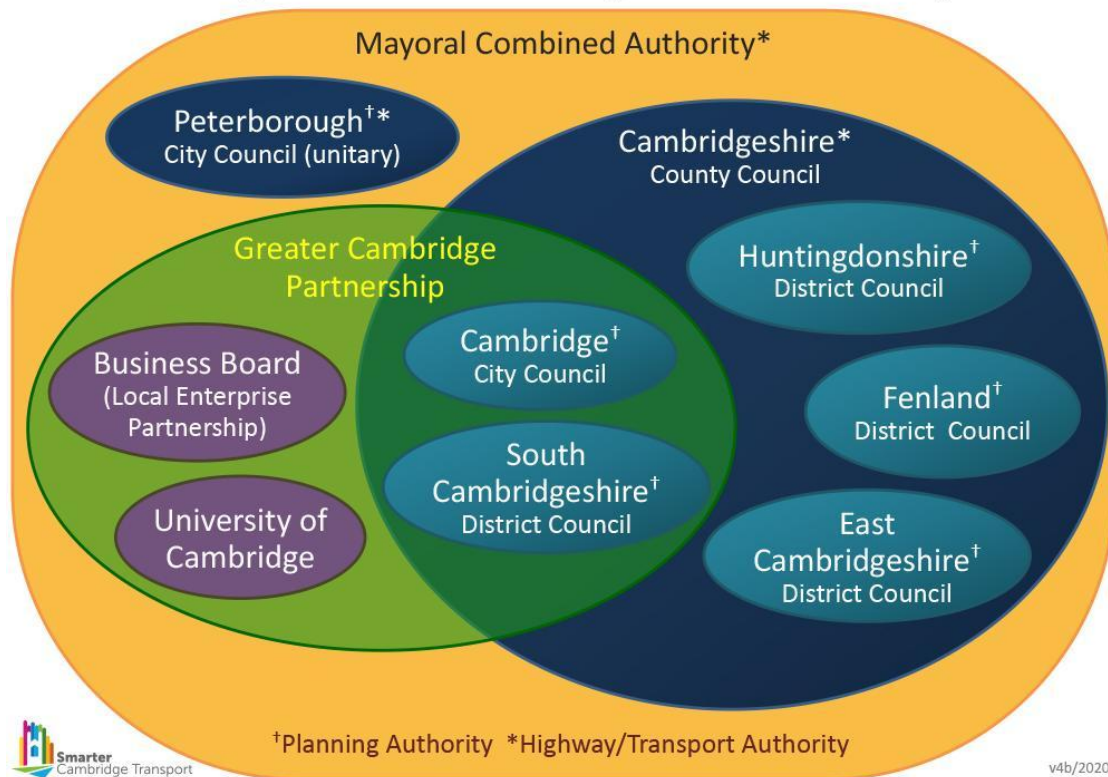 Mayoral Combined Authority*
Peterborough†*
City Council (unitary)
Cambridgeshire*
County Council
Greater Cambridge
Partnership
Huntingdonshire†
District Council
Business Board
(Local Enterprise
Partnership)
Cambridge†
City Council
Fenland†
District Council
South
Cambridgeshire†
District Council
University of
Cambridge
East
Cambridgeshire†
District Council
†Planning Authority *Highway/Transport Authority
Smarter
Cambridge Transport
v4b/2020